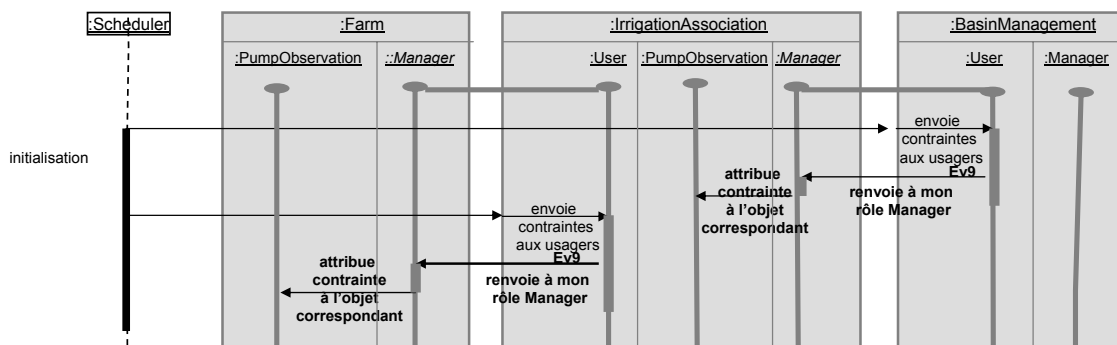 :Scheduler
:Farm
:IrrigationAssociation
:BasinManagement
:PumpObservation
::Manager
:User
:PumpObservation
:Manager
:User
:Manager
initialisation
envoie
contraintes
aux usagers
Ev9
renvoie à mon
rôle Manager
attribue
contrainte
à l'objet
correspondant
envoie
contraintes
aux usagers
Ev9
renvoie à mon
rôle Manager
attribue
contrainte
à l'objet
correspondant